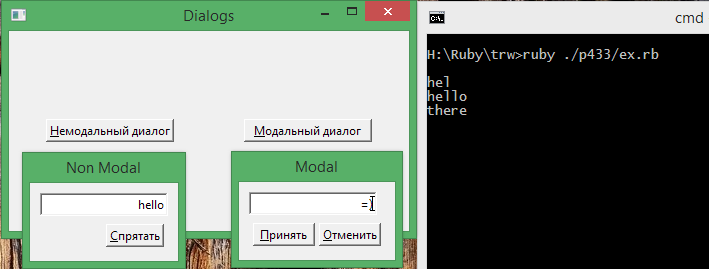 Dialogs
Немодальный диалог
Модальный диалог
Non Modal
hello
Спрятать
Modal
=)
Принять
Отменить
C:\.
cmd
H:\Ruby\trw>ruby ./p433/ex.rb
hel
hello
there